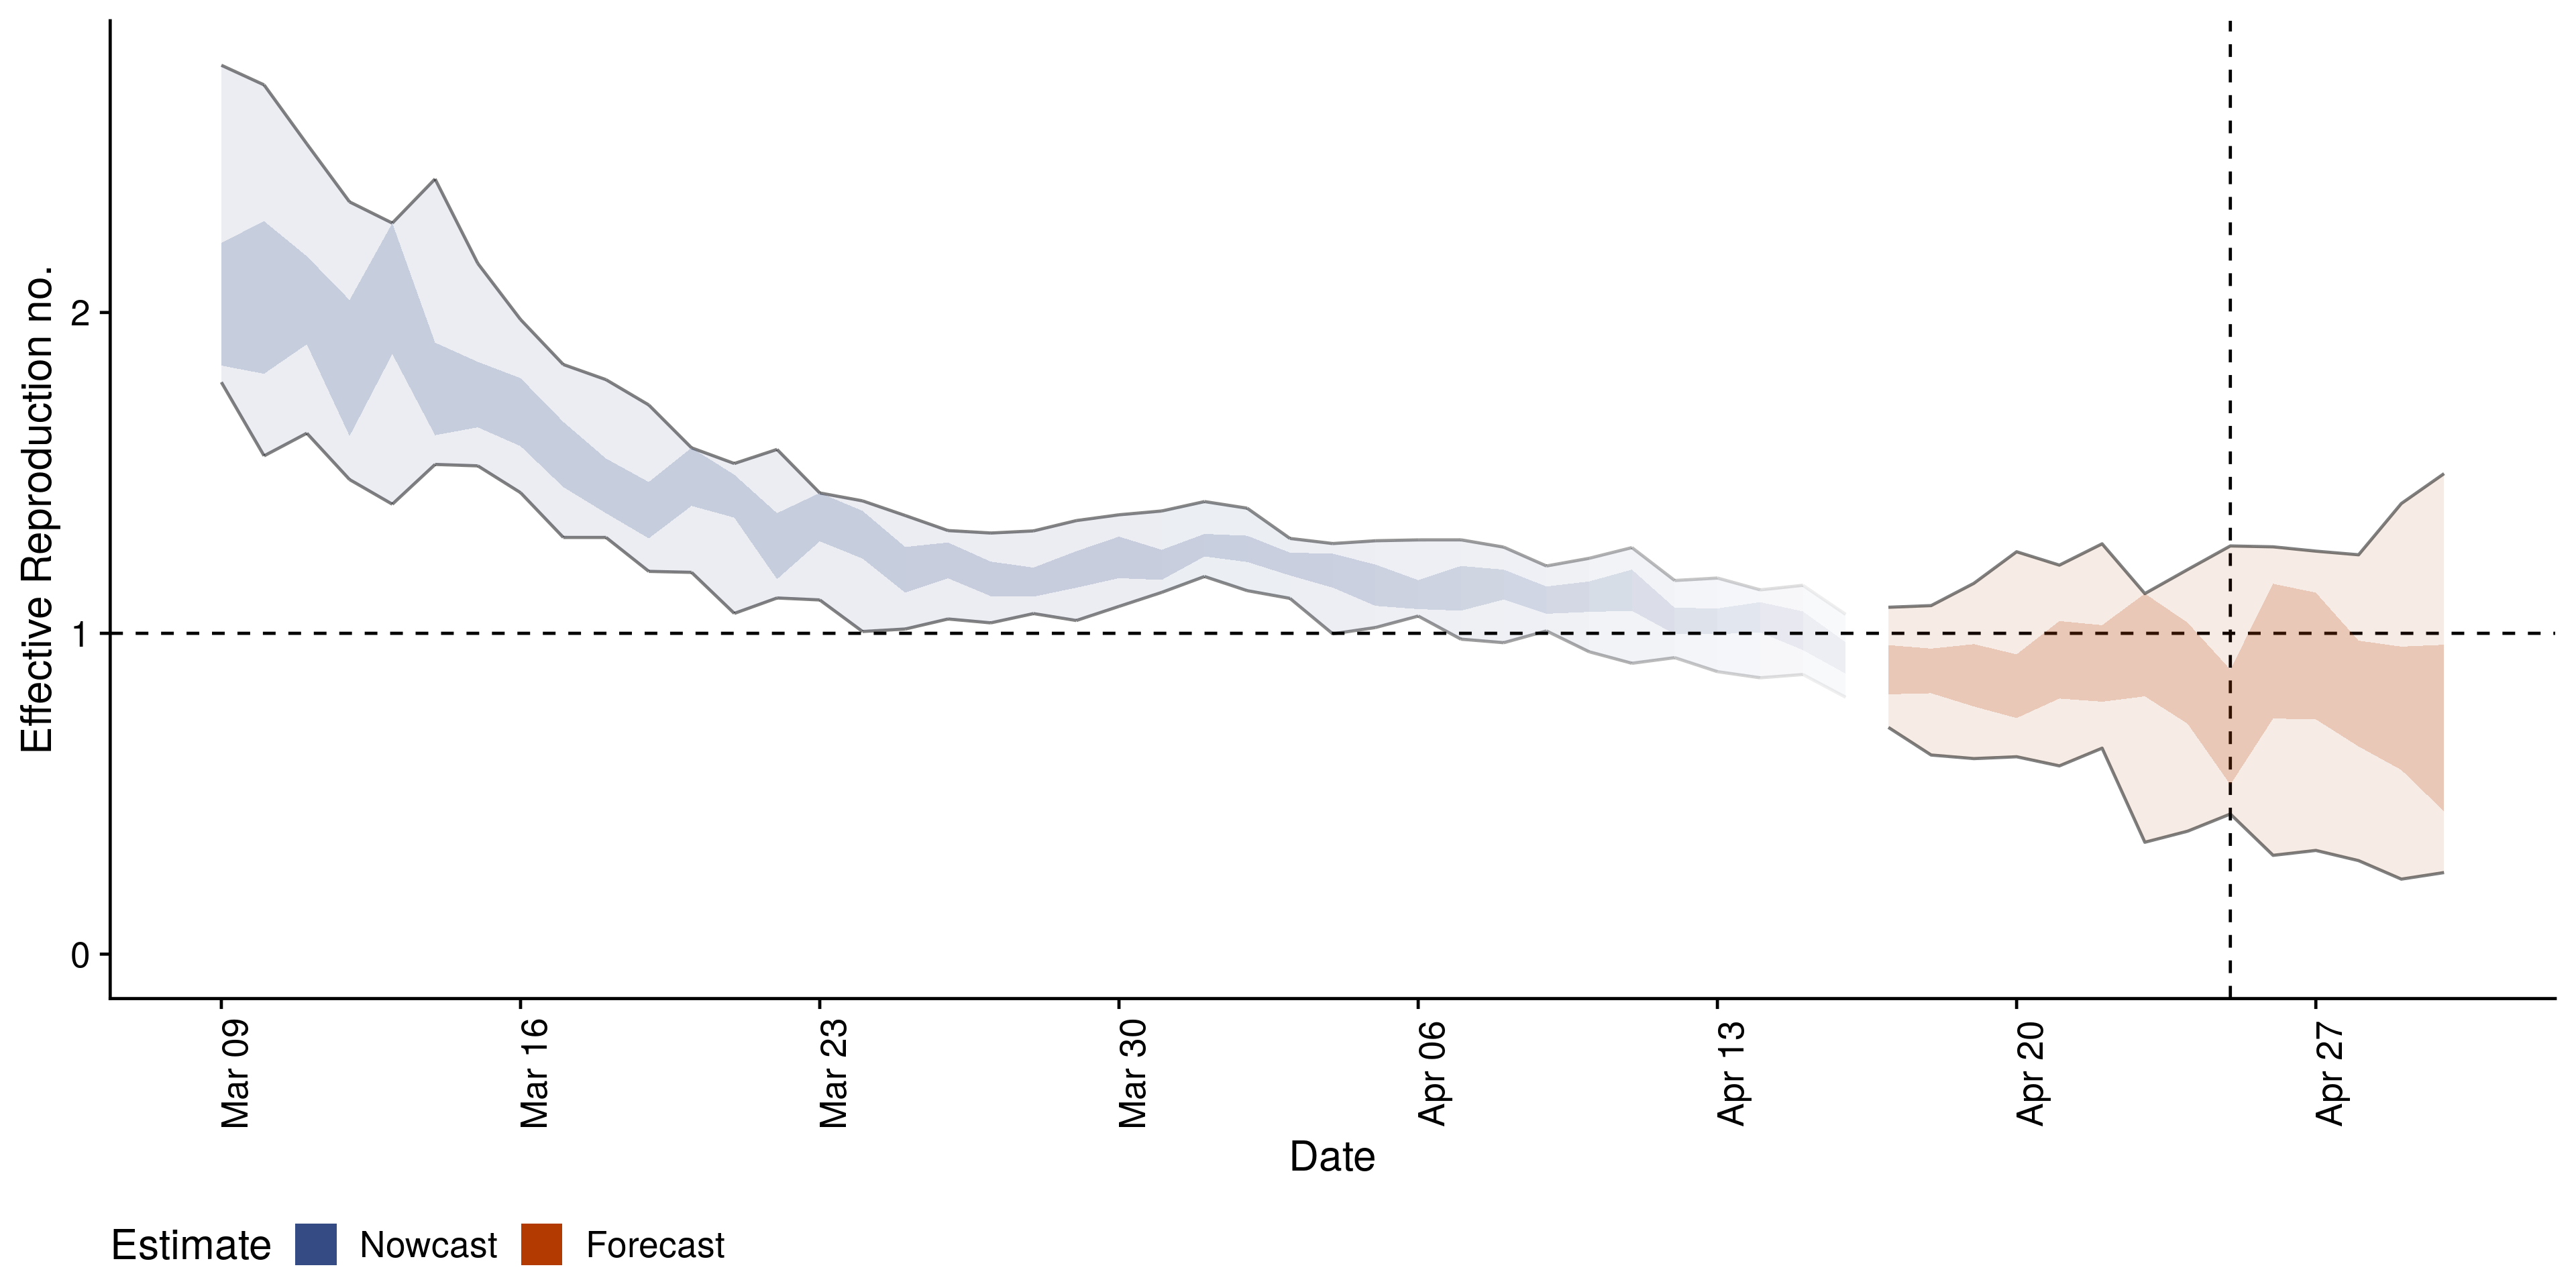 Effective Reproduction no.
2
1
0
Mar 09
Mar 16
Mar 23
Mar 30
Apr 06
Apr 13
Apr 20
Apr 27
Date
Estimate Nowcast Forecast